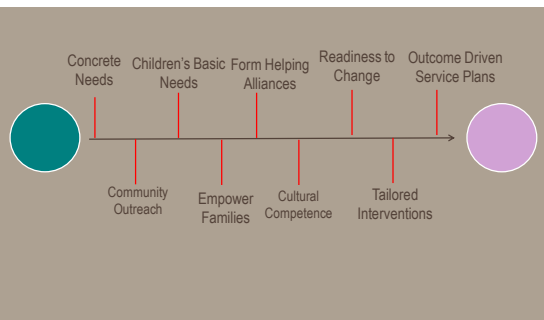 Concrete
Needs
Children's Basic
Needs
Form Helping
Alliances
Readiness to
Change
Outcome Driven
Service Plans
Community
Outreach
Empower
Families
Cultural
Competence
Tailored
Interventions